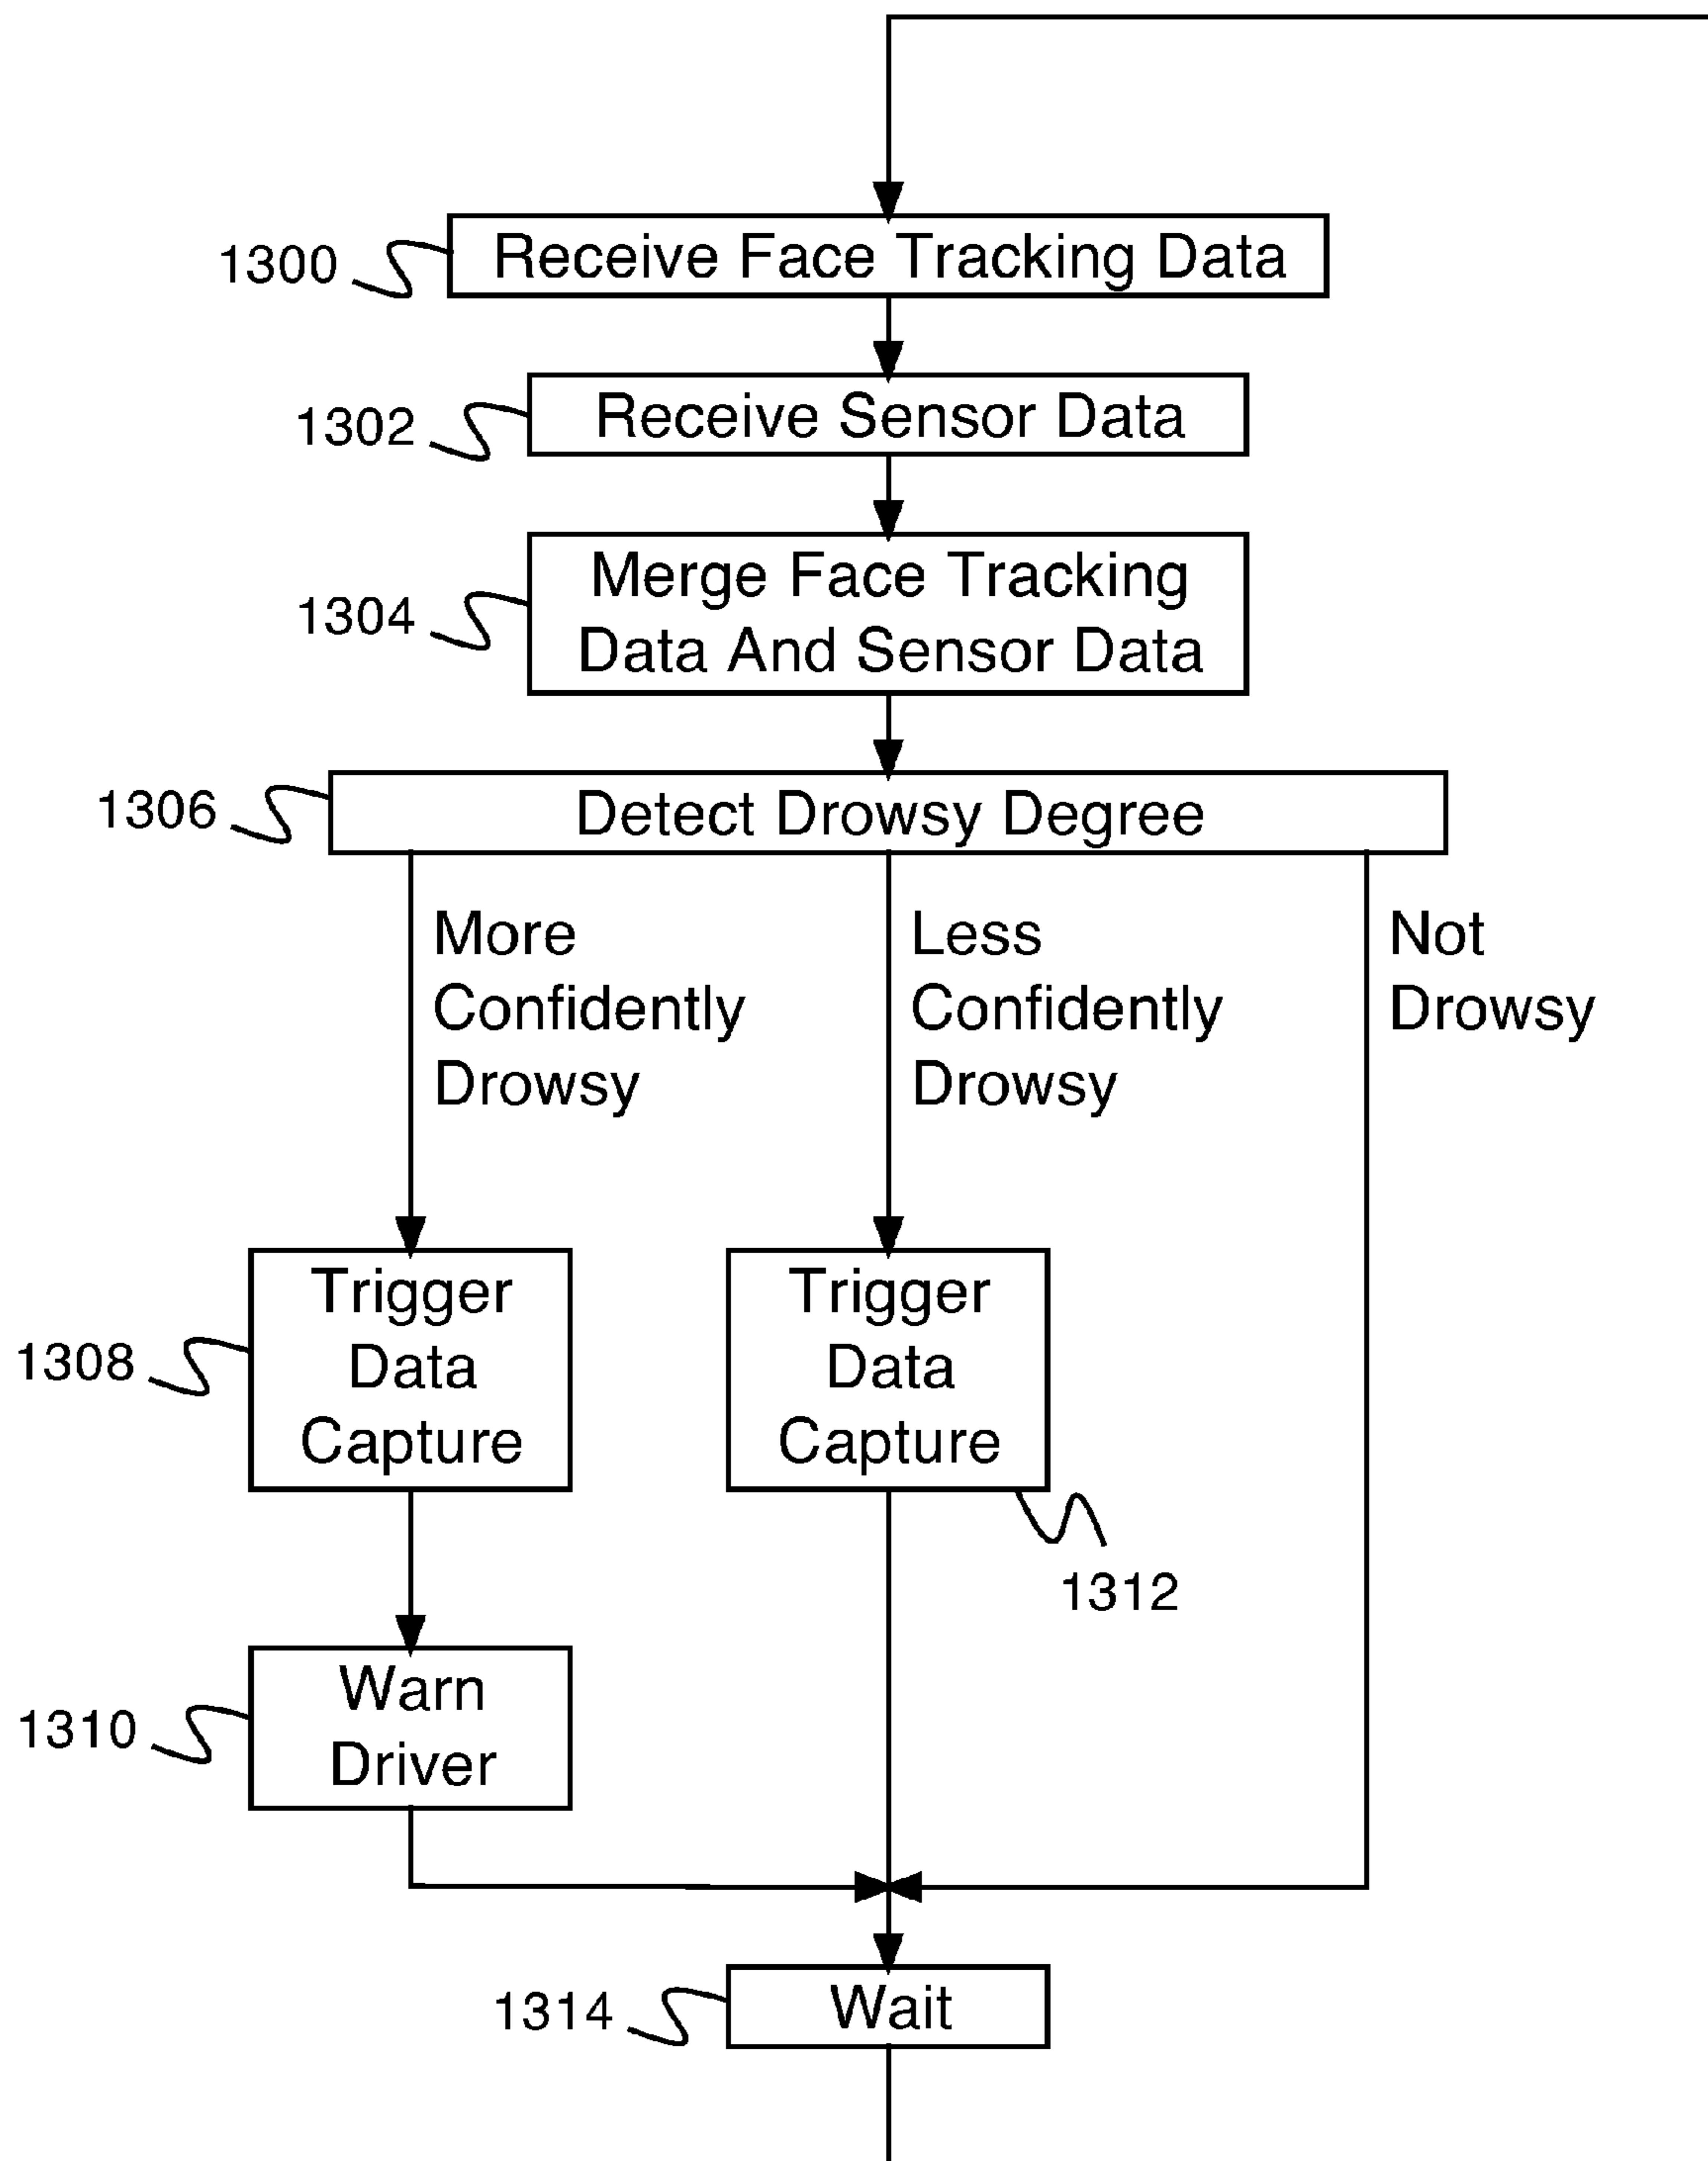 1300
Receive Face Tracking Data
1302
Receive Sensor Data
1304
Merge Face Tracking
Data And Sensor Data
1306
Detect Drowsy Degree
More
Confidently
Drowsy
Less
Confidently
Drowsy
Not
Drowsy
1308
Trigger
Data
Capture
Trigger
Data
Capture
1312
1310
Warn
Driver
1314
Wait